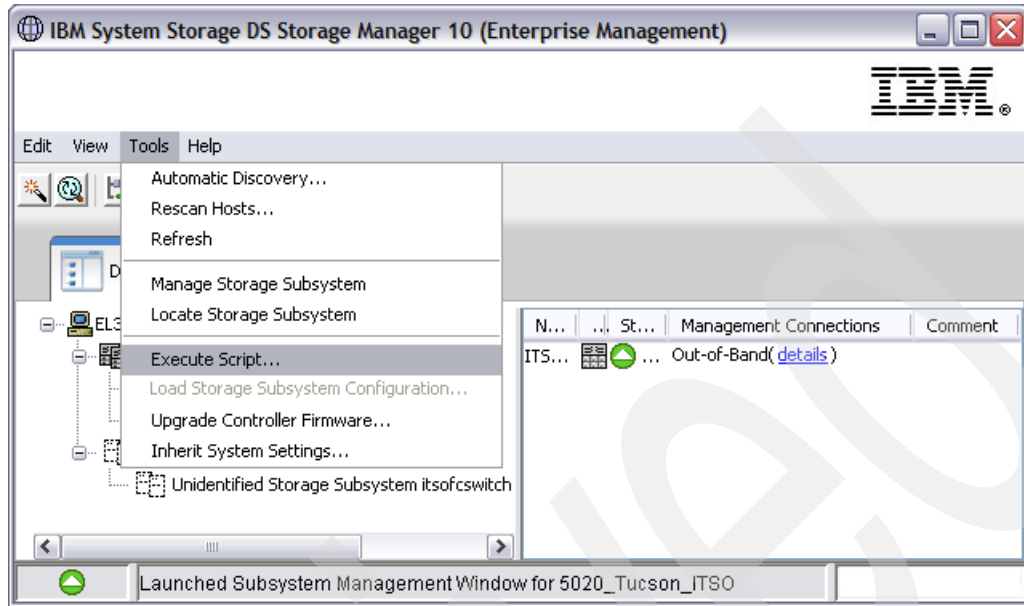 IBM System Storage DS Storage Manager 10 (Enterprise Management)
IBM®
Edit View Tools Help
Automatic Discovery...
Rescan Hosts...
Refresh
D
Manage Storage Subsystem
Locate Storage Subsystem
EL3
N... ... St... Management Connections Comment
Execute Script...
ITS... ... Out-of-Band( details )
Load Storage Subsystem Configuration...
Upgrade Controller Firmware...
Inherit System Settings...
Unidentified Storage Subsystem itsofcswitch
Launched Subsystem Management Window for 5020_Tucson_ITSO